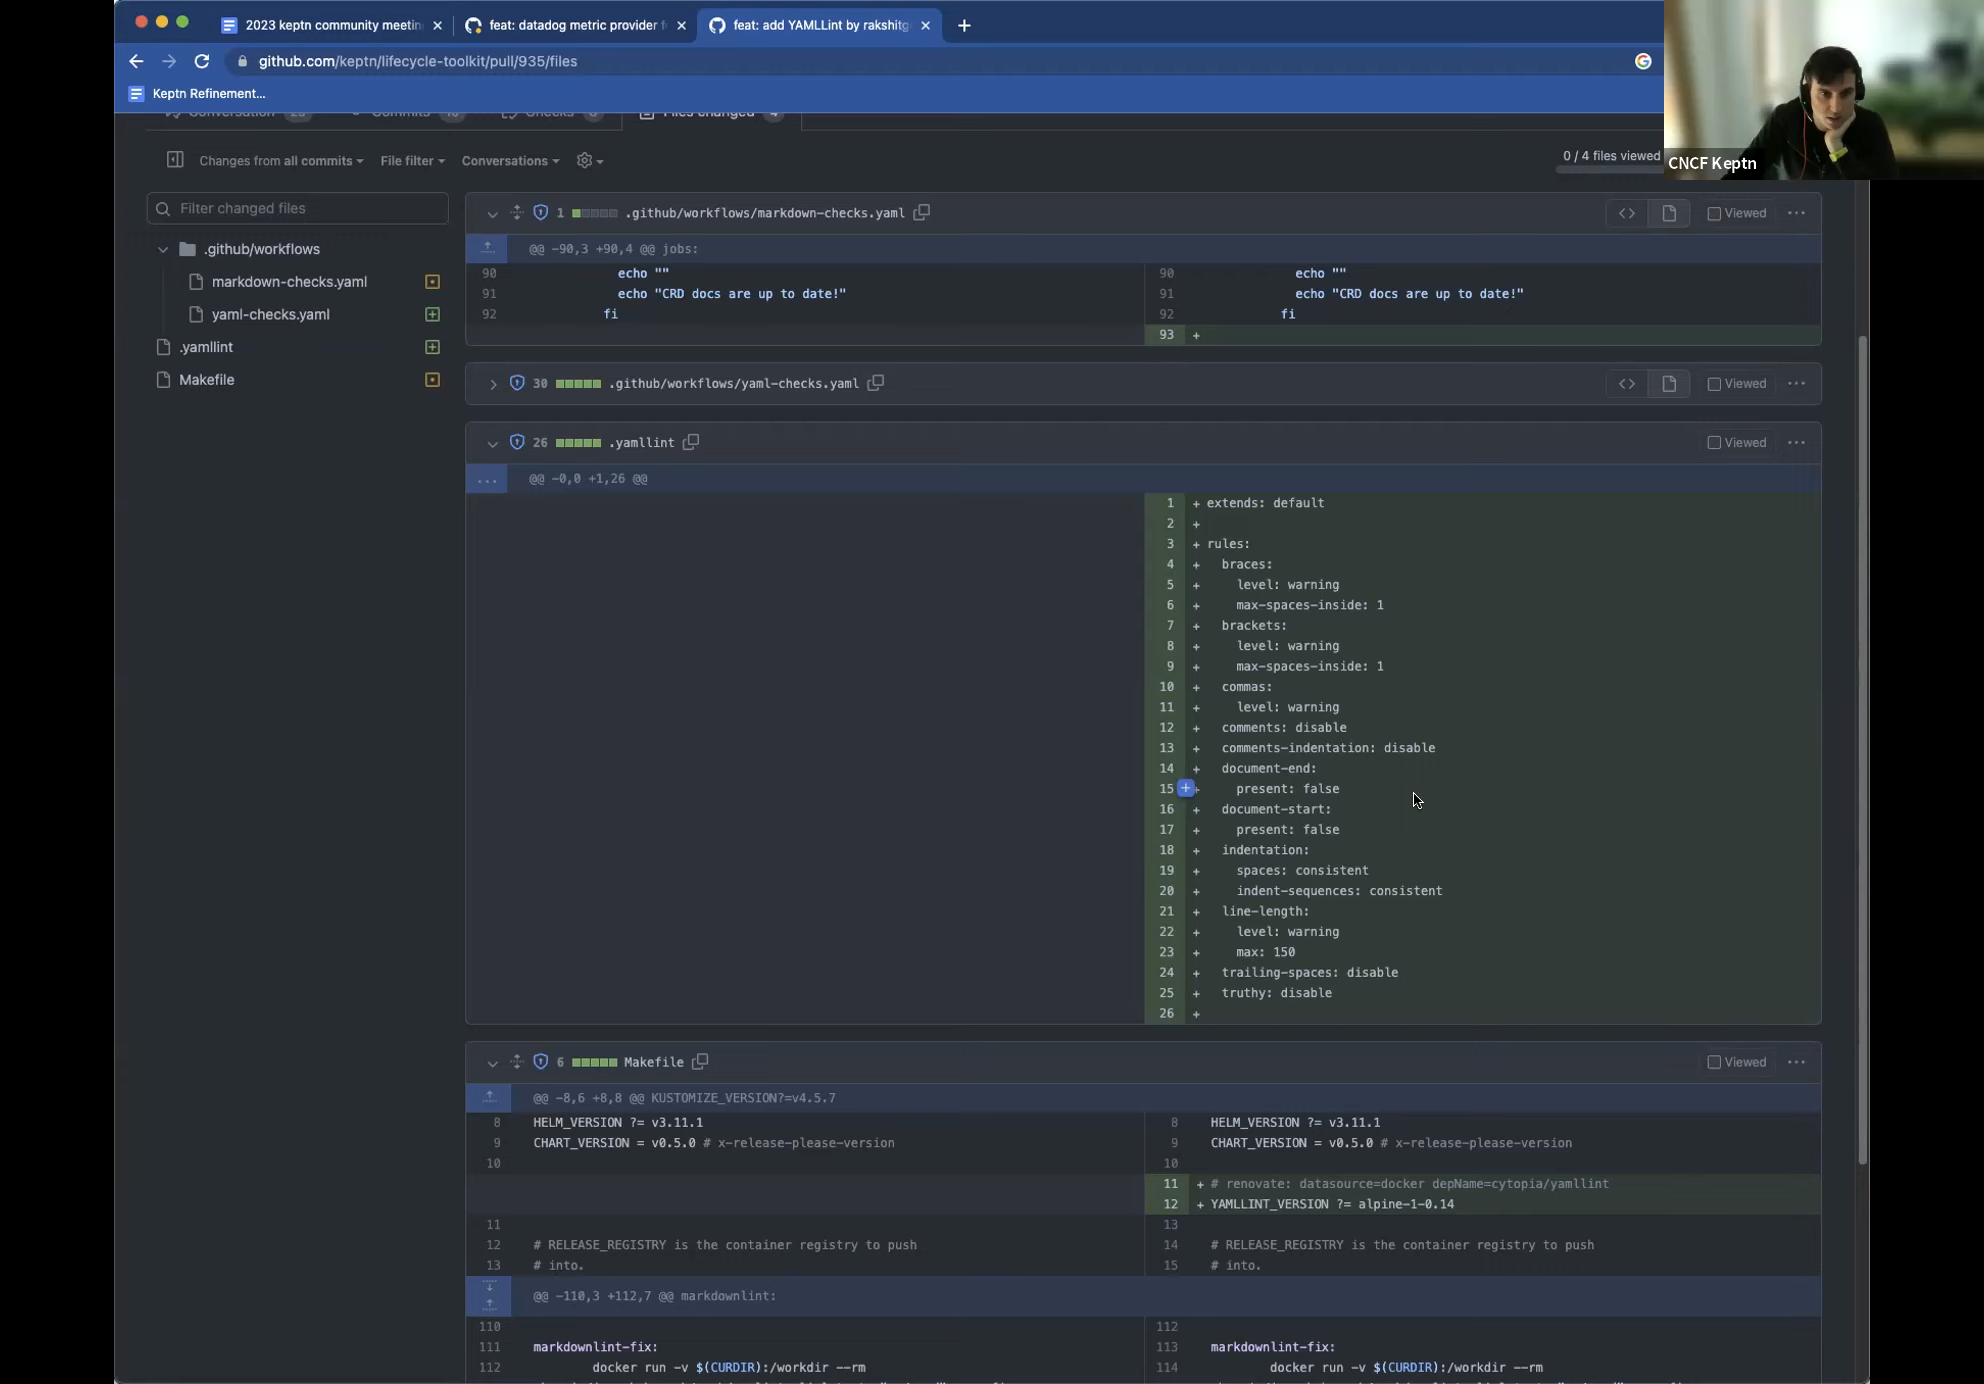 2023 keptn community meetin
feat: datadog metric provider f
feat: add YAMLLint by rakshitg
github.com/keptn/lifecycle-toolkit/pull/935/files
Keptn Refinement...
CNCF Keptn
Conversation
Commits
Checks
Files changed 4
Changes from all commits
File filter
Conversations
0 / 4 files viewed
Filter changed files
.github/workflows
markdown-checks.yaml
yaml-checks.yaml
.yamllint
Makefile
1 .github/workflows/markdown-checks.yaml
Viewed
@@ -90,3 +90,4 @@ jobs:
90 echo "" 90 echo ""
91 echo "CRD docs are up to date!" 91 echo "CRD docs are up to date!"
92 fi 92 fi
93 +
30 .github/workflows/yaml-checks.yaml
Viewed
26 .yamllint
Viewed
@@ -0,0 +1,26 @@
1 + extends: default
2 +
3 + rules:
4 + braces:
5 + level: warning
6 + max-spaces-inside: 1
7 + brackets:
8 + level: warning
9 + max-spaces-inside: 1
10 + commas:
11 + level: warning
12 + comments: disable
13 + comments-indentation: disable
14 + document-end:
15 + present: false
16 + document-start:
17 + present: false
18 + indentation:
19 + spaces: consistent
20 + indent-sequences: consistent
21 + line-length:
22 + level: warning
23 + max: 150
24 + trailing-spaces: disable
25 + truthy: disable
26 +
6 Makefile
Viewed
@@ -8,6 +8,8 @@ KUSTOMIZE_VERSION?=v4.5.7
8 HELM_VERSION ?= v3.11.1 8 HELM_VERSION ?= v3.11.1
9 CHART_VERSION = v0.5.0 # x-release-please-version 9 CHART_VERSION = v0.5.0 # x-release-please-version
10 10
11 + # renovate: datasource=docker depName=cytopia/yamllint
12 + YAMLLINT_VERSION ?= alpine-1-0.14
11 13
12 # RELEASE_REGISTRY is the container registry to push 14 # RELEASE_REGISTRY is the container registry to push
13 # into. 15 # into.
@@ -110,3 +112,7 @@ markdownlint:
110 112
111 markdownlint-fix: 113 markdownlint-fix:
112 docker run -v $(CURDIR):/workdir --rm 114 docker run -v $(CURDIR):/workdir --rm